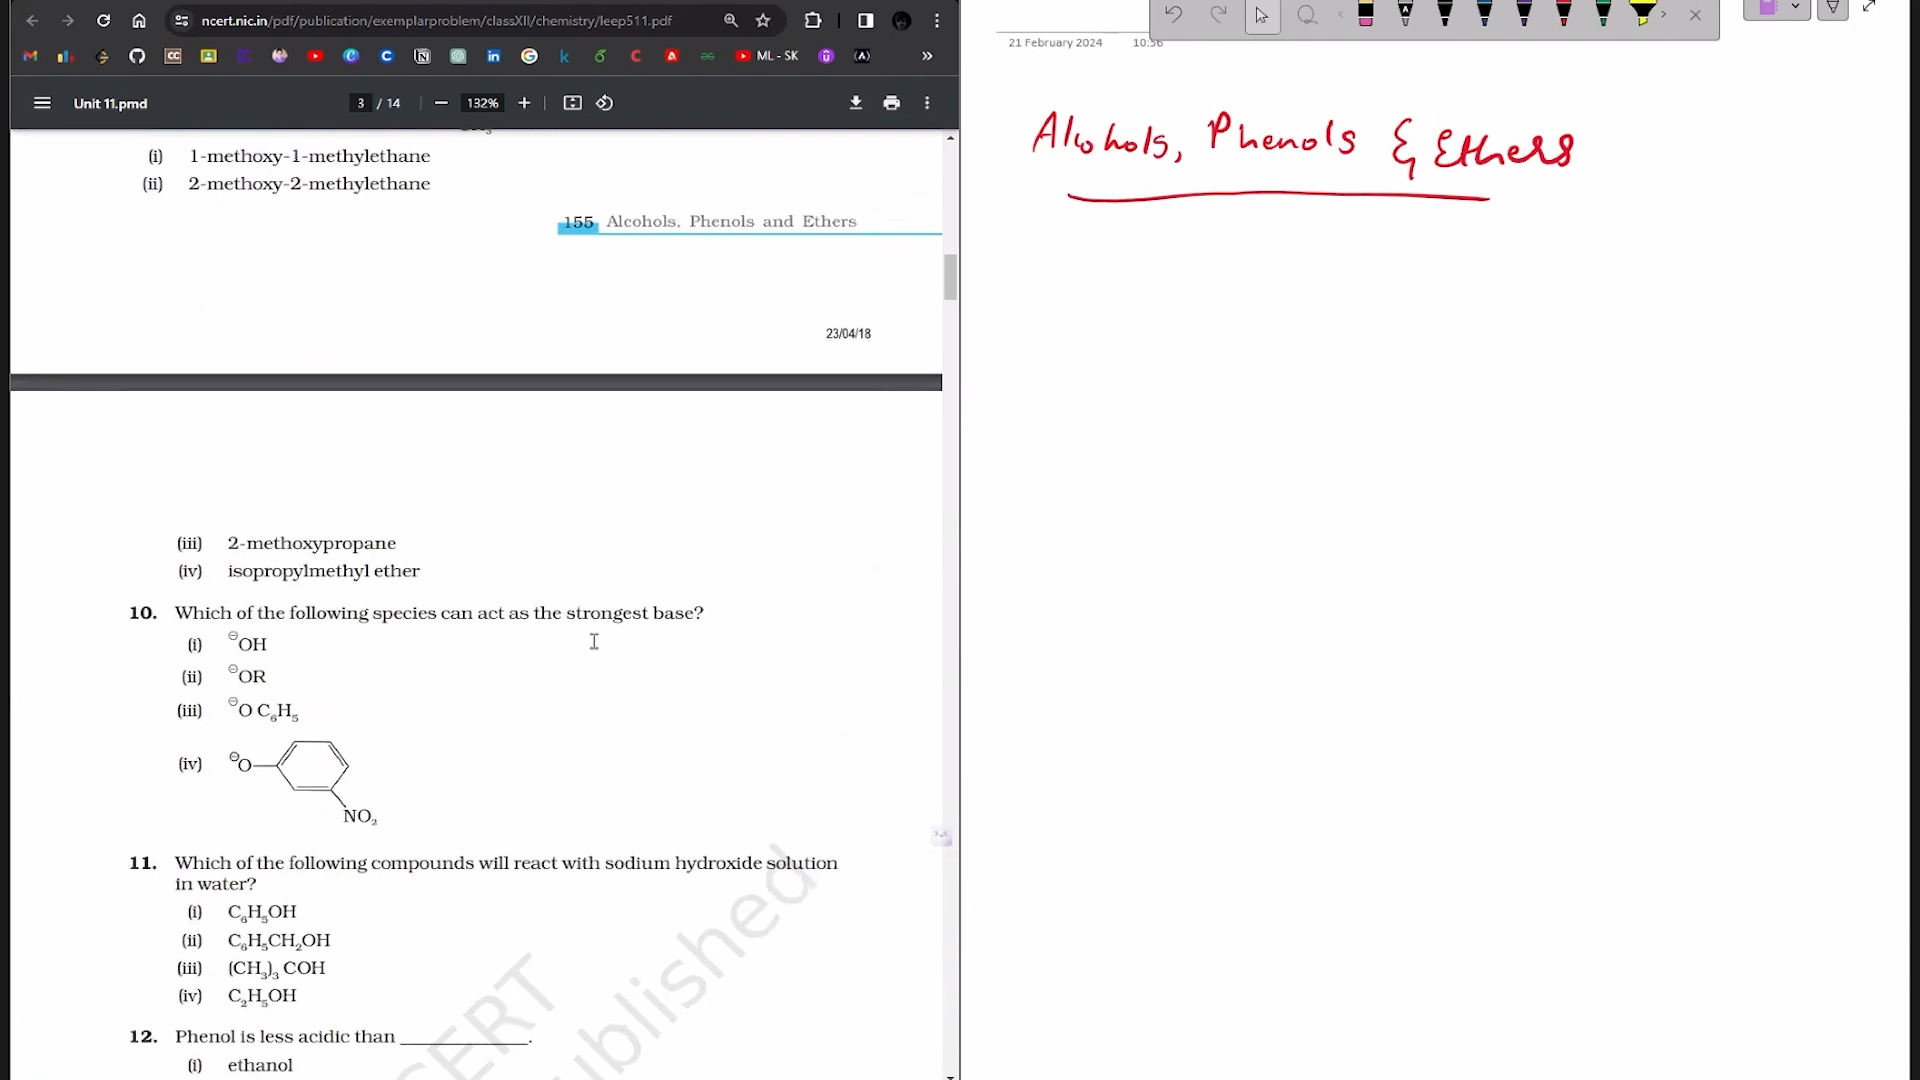 ncert.nic.in/pdf/publication/exemplarproblem/classXII/chemistry/leep511.pdf
ML - SK
Unit 11.pmd
3 / 14
132%
(i) 1-methoxy-1-methylethane
(ii) 2-methoxy-2-methylethane
155 Alcohols, Phenols and Ethers
23/04/18
(iii) 2-methoxypropane
(iv) isopropylmethyl ether
10. Which of the following species can act as the strongest base?
(i) ⊖OH
(ii) ⊖OR
(iii) ⊖O C₆H₅
(iv) ⊖O
NO₂
11. Which of the following compounds will react with sodium hydroxide solution
in water?
(i) C₆H₅OH
(ii) C₆H₅CH₂OH
(iii) (CH₃)₃ COH
(iv) C₂H₅OH
12. Phenol is less acidic than ______________.
(i) ethanol
21 February 2024 10:56
Alcohols, Phenols & Ethers